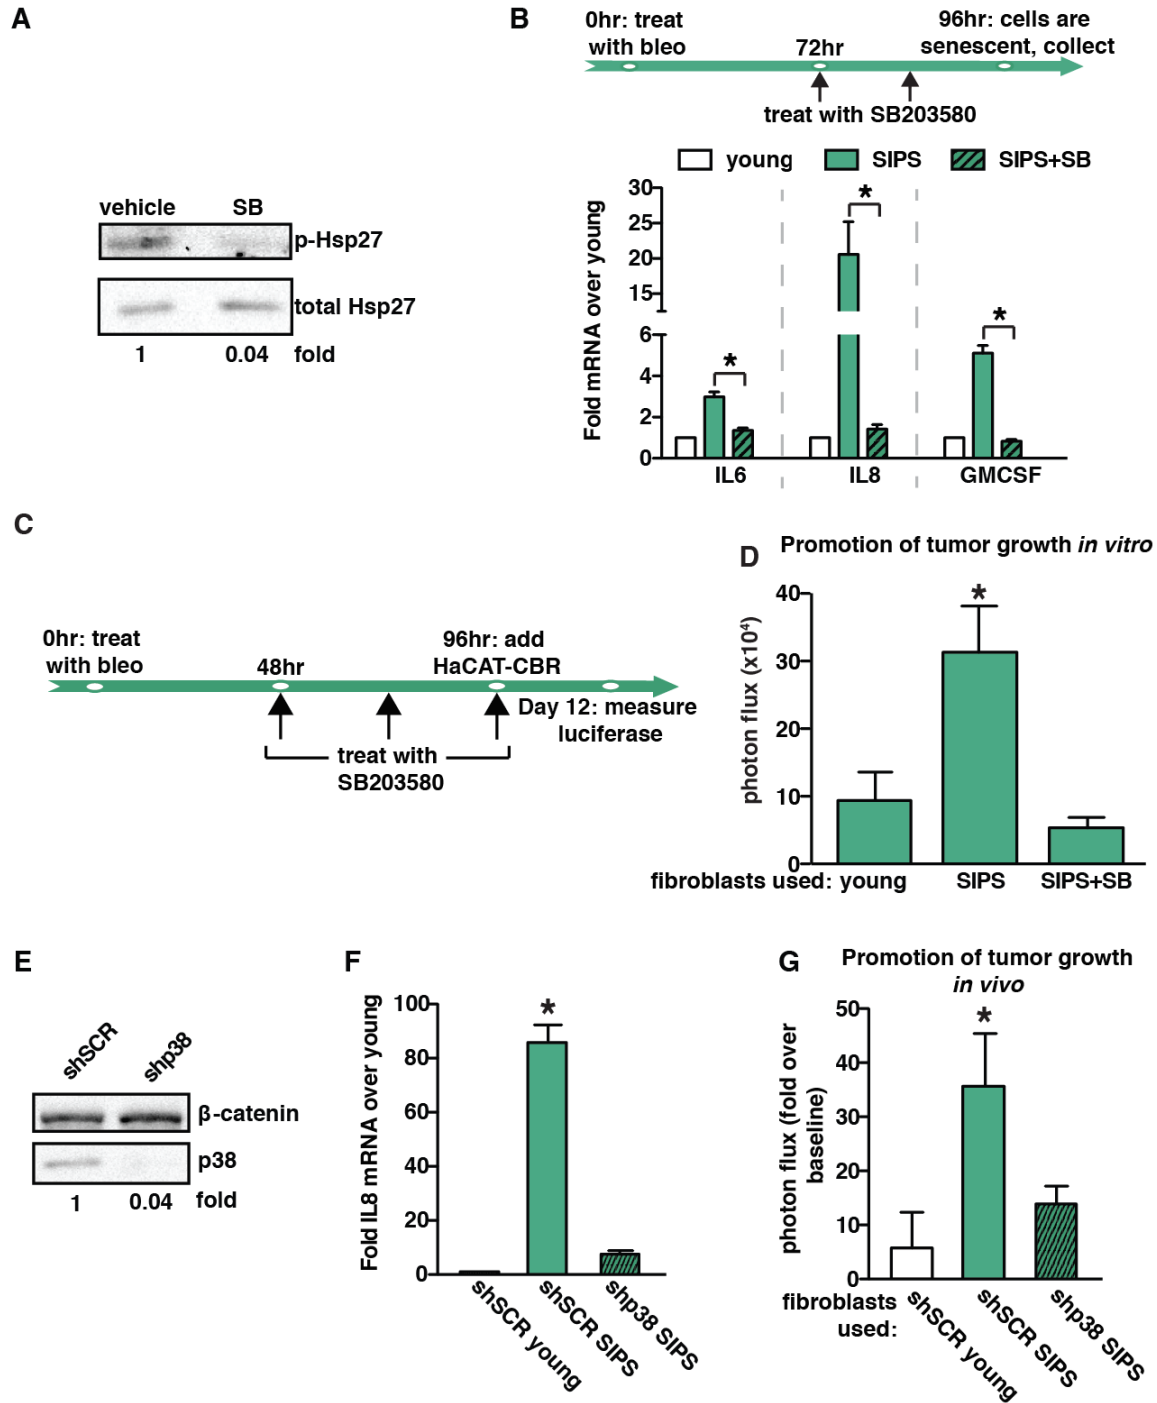 A
vehicle SB
p-Hsp27
total Hsp27
1 0.04 fold
B
0hr: treat
with bleo
72hr
96hr: cells are
senescent, collect
treat with SB203580
young SIPS SIPS+SB
Fold mRNA over young
30
25
20
15
6
4
2
0
*
*
*
IL6 IL8 GMCSF
C
0hr: treat
with bleo
48hr
96hr: add
HaCAT-CBR
Day 12: measure
luciferase
treat with
SB203580
D
Promotion of tumor growth in vitro
photon flux (x10⁴)
40
30
20
10
0
*
fibroblasts used: young SIPS SIPS+SB
E
shSCR shp38
β-catenin
p38
1 0.04 fold
F
Fold IL8 mRNA over young
100
80
60
40
20
0
*
shSCR young
shSCR SIPS
shp38 SIPS
G
Promotion of tumor growth
in vivo
photon flux (fold over
baseline)
50
40
30
20
10
0
*
fibroblasts
used:
shSCR young
shSCR SIPS
shp38 SIPS